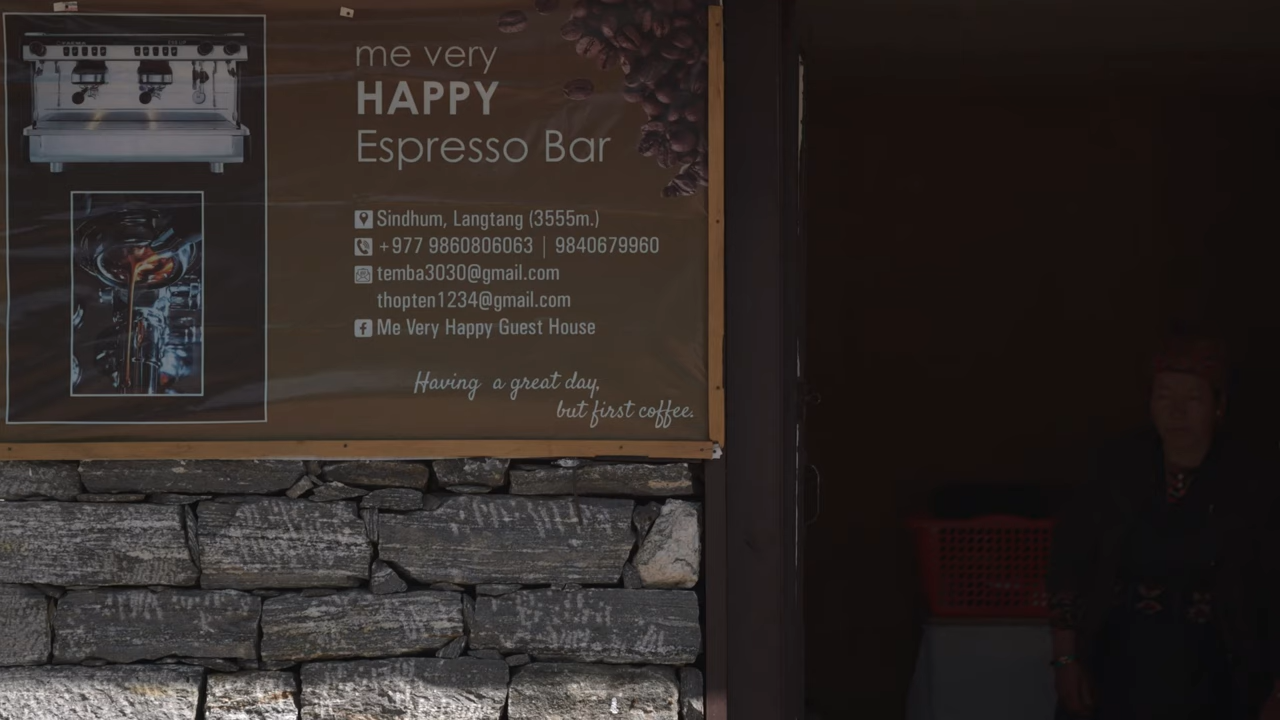 me very
HAPPY
Espresso Bar
Sindhum, Langtang (3555m.)
+977 9860806063 | 9840679960
temba3030@gmail.com
thopten1234@gmail.com
Me Very Happy Guest House
Having a great day,
but first coffee.